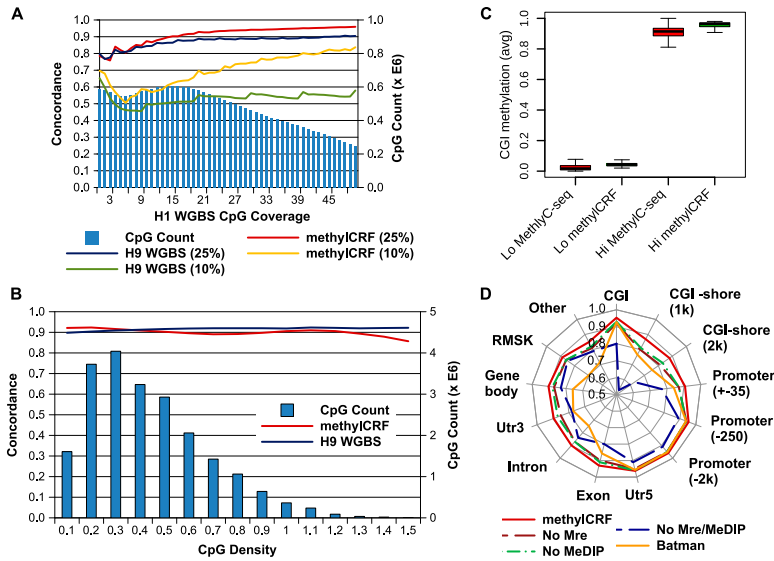 A
1.0
0.9
0.8
0.7
0.6
0.5
0.4
0.3
0.2
0.1
0.0
Concordance
1.0
0.8
0.6
0.4
0.2
0.0
CpG Count (x E6)
3 9 15 21 27 33 39 45
H1 WGBS CpG Coverage
CpG Count
methylCRF (25%)
H9 WGBS (25%)
methylCRF (10%)
H9 WGBS (10%)
B
1.0
0.9
0.8
0.7
0.6
0.5
0.4
0.3
0.2
0.1
0.0
Concordance
5
4
3
2
1
0
CpG Count (x E6)
CpG Count
methylCRF
H9 WGBS
0,1 0,2 0,3 0,4 0,5 0,6 0,7 0,8 0,9 1 1,1 1,2 1,3 1,4 1,5
CpG Density
C
CGI methylation (avg)
1.0
0.8
0.6
0.4
0.2
0.0
Lo MethlyC-seq
Lo methylCRF
Hi MethylC-seq
Hi methylCRF
D
1.0
0.9
0.8
0.7
0.6
0.5
CGI
CGI -shore
(1k)
CGI-shore
(2k)
Promoter
(+-35)
Promoter
(-250)
Promoter
(-2k)
Utr5
Exon
Intron
Utr3
Gene
body
RMSK
Other
methylCRF
No Mre
No MeDIP
No Mre/MeDIP
Batman